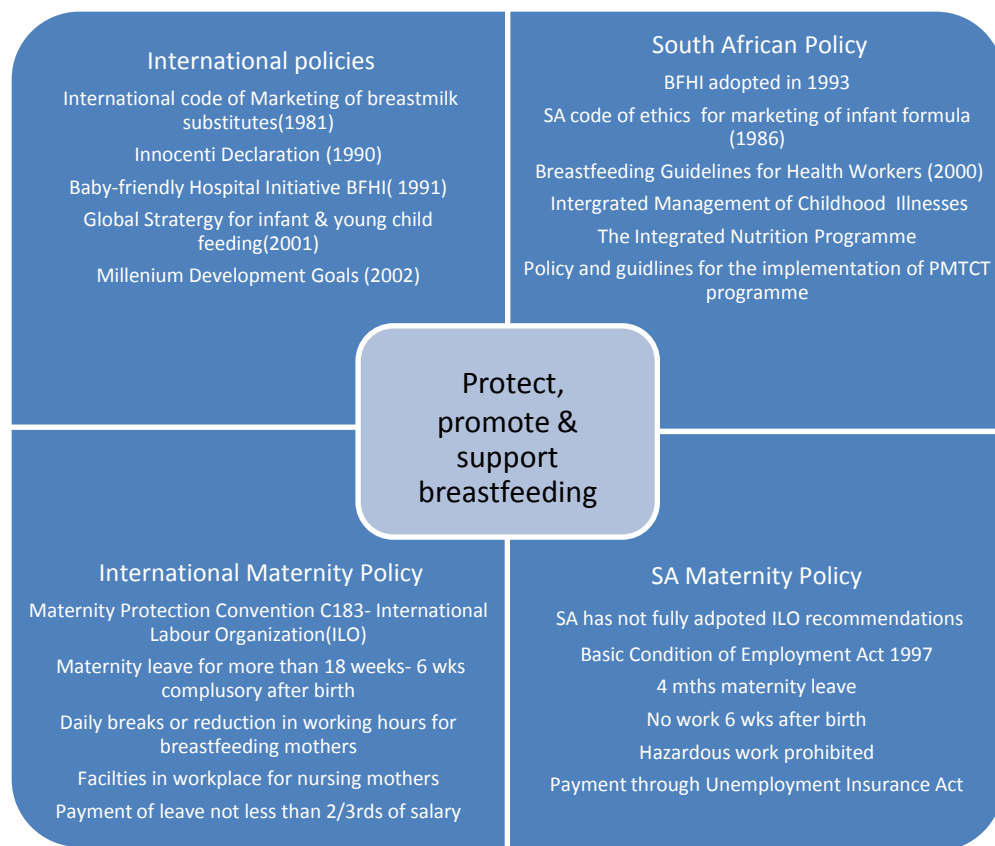 International policies
International code of Marketing of breastmilk
substitutes(1981)
Innocenti Declaration (1990)
Baby-friendly Hospital Initiative BFHI( 1991)
Global Stratergy for infant & young child
feeding(2001)
Millenium Development Goals (2002)
South African Policy
BFHI adopted in 1993
SA code of ethics for marketing of infant formula
(1986)
Breastfeeding Guidelines for Health Workers (2000)
Intergrated Management of Childhood Illnesses
The Integrated Nutrition Programme
Policy and guidlines for the implementation of PMTCT
programme
Protect,
promote &
support
breastfeeding
International Maternity Policy
Maternity Protection Convention C183- International
Labour Organization(ILO)
Maternity leave for more than 18 weeks- 6 wks
complusory after birth
Daily breaks or reduction in working hours for
breastfeeding mothers
Facilties in workplace for nursing mothers
Payment of leave not less than 2/3rds of salary
SA Maternity Policy
SA has not fully adpoted ILO recommendations
Basic Condition of Employment Act 1997
4 mths maternity leave
No work 6 wks after birth
Hazardous work prohibited
Payment through Unemployment Insurance Act